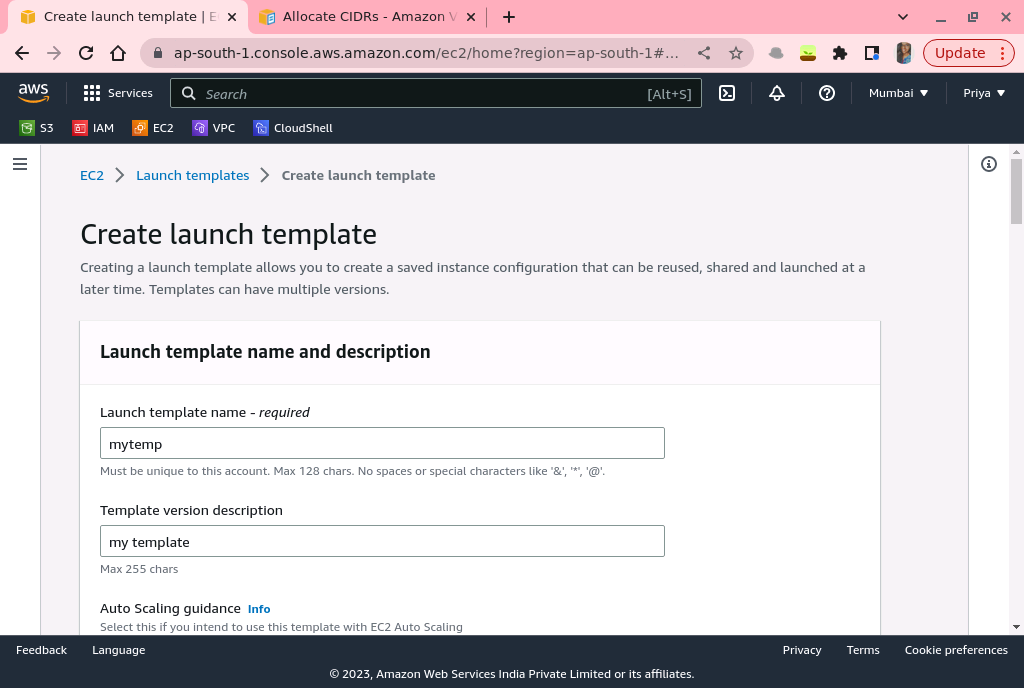 Create launch template | E
Allocate CIDRs - Amazon V
ap-south-1.console.aws.amazon.com/ec2/home?region=ap-south-1#...
Update
aws
Services
Search
[Alt+S]
Mumbai
Priya
S3
IAM
EC2
VPC
CloudShell
EC2 > Launch templates > Create launch template
Create launch template
Creating a launch template allows you to create a saved instance configuration that can be reused, shared and launched at a
later time. Templates can have multiple versions.
Launch template name and description
Launch template name - required
mytemp
Must be unique to this account. Max 128 chars. No spaces or special characters like '&', '*', '@'.
Template version description
my template
Max 255 chars
Auto Scaling guidance Info
Select this if you intend to use this template with EC2 Auto Scaling
Feedback
Language
Privacy
Terms
Cookie preferences
© 2023, Amazon Web Services India Private Limited or its affiliates.